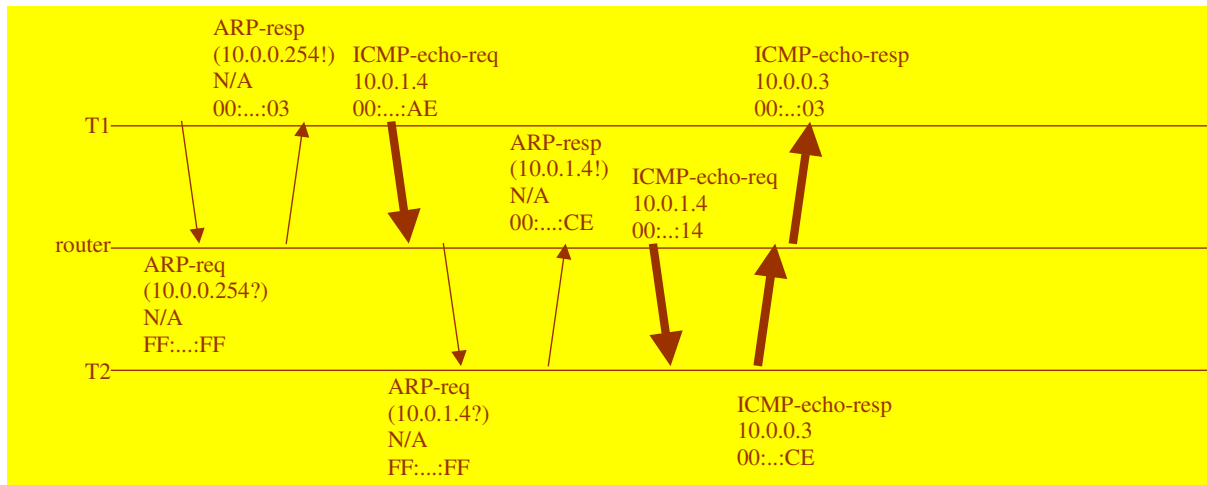 ARP-resp
(10.0.0.254!)
N/A
00:...:03
ICMP-echo-req
10.0.1.4
00:...:AE
ICMP-echo-resp
10.0.0.3
00:..:03
T1
ARP-resp
(10.0.1.4!)
N/A
00:...:CE
ICMP-echo-req
10.0.1.4
00:..:14
router
ARP-req
(10.0.0.254?)
N/A
FF:...:FF
T2
ARP-req
(10.0.1.4?)
N/A
FF:...:FF
ICMP-echo-resp
10.0.0.3
00:..:CE